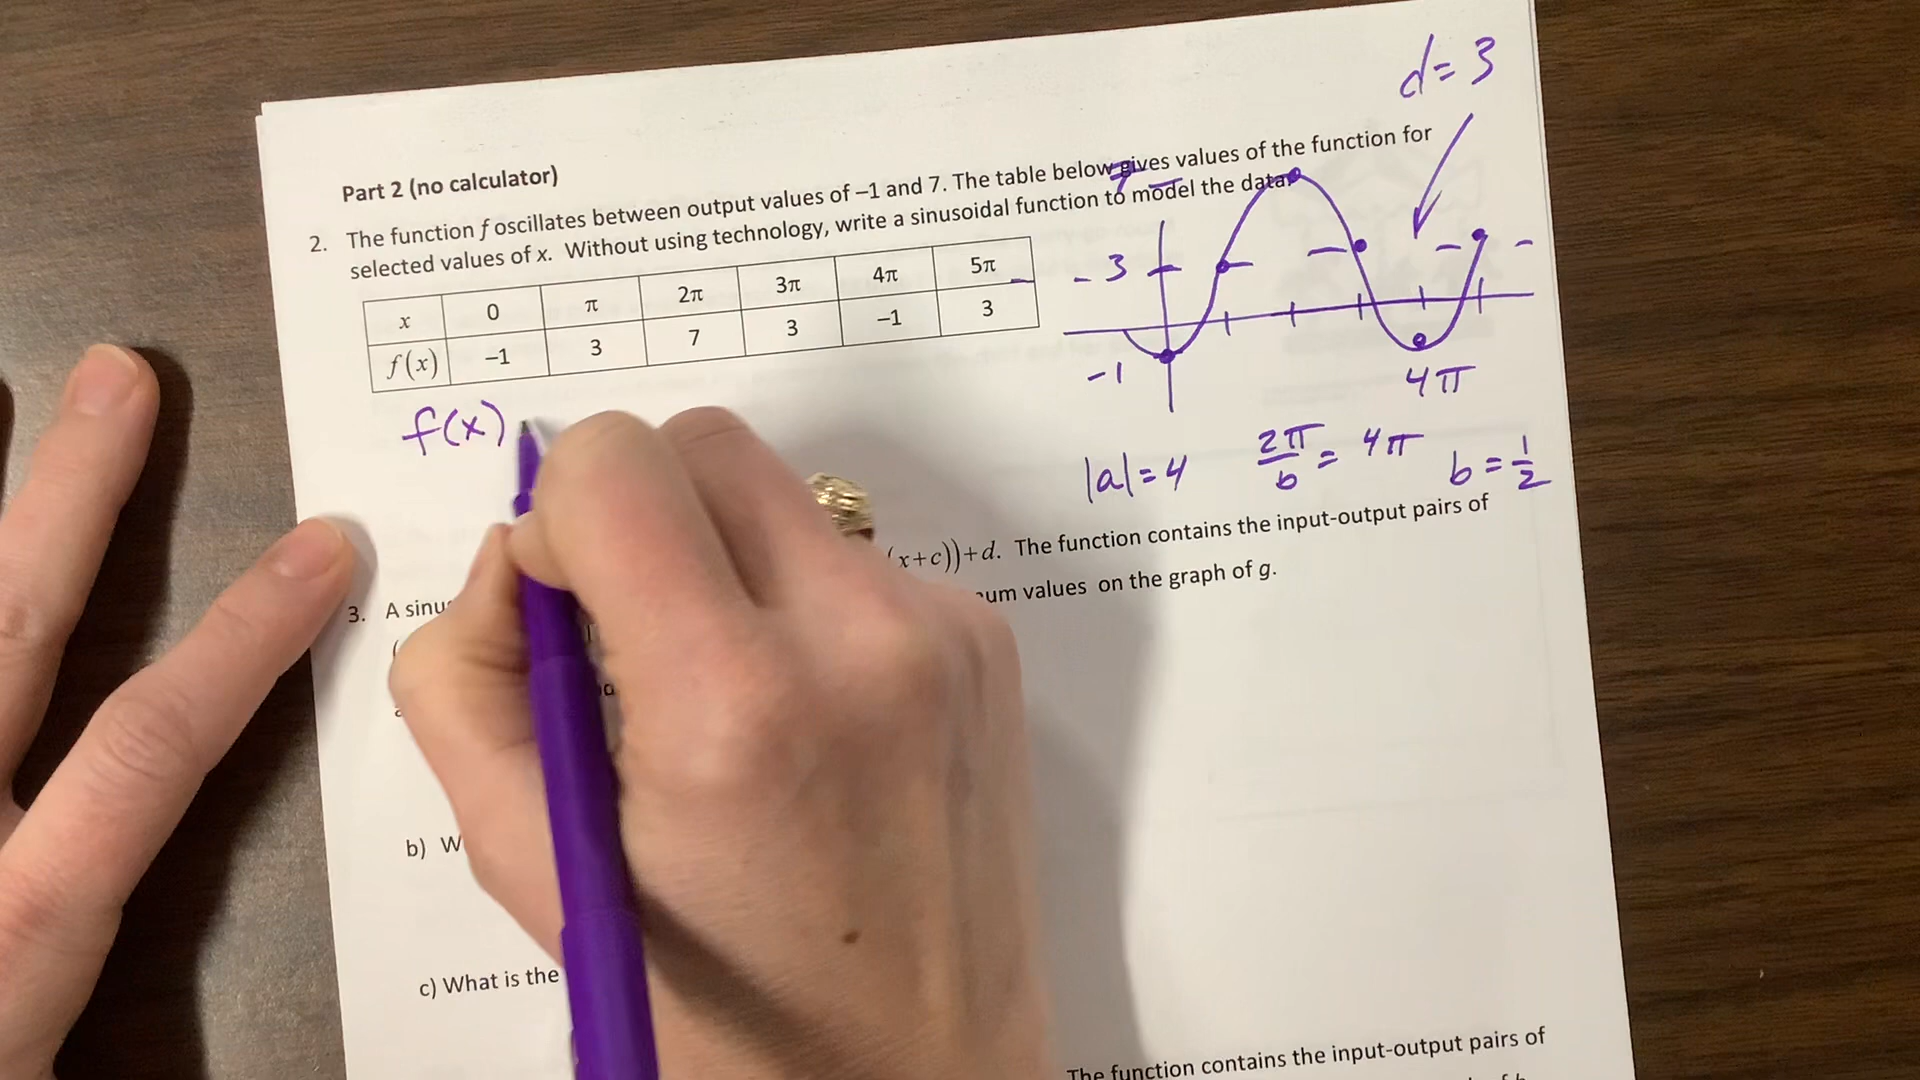 d=3
Part 2 (no calculator)
2. The function f oscillates between output values of –1 and 7. The table below gives values of the function for
selected values of x. Without using technology, write a sinusoidal function to model the data.
x 0 π 2π 3π 4π 5π
f(x) –1 3 7 3 –1 3
7
3
-1
4π
f(x)
|a|=4 2π/b = 4π b = 1/2
3. A
x+c))+d. The function contains the input-output pairs of
values on the graph of g.
b)
c) What is the
The function contains the input-output pairs of